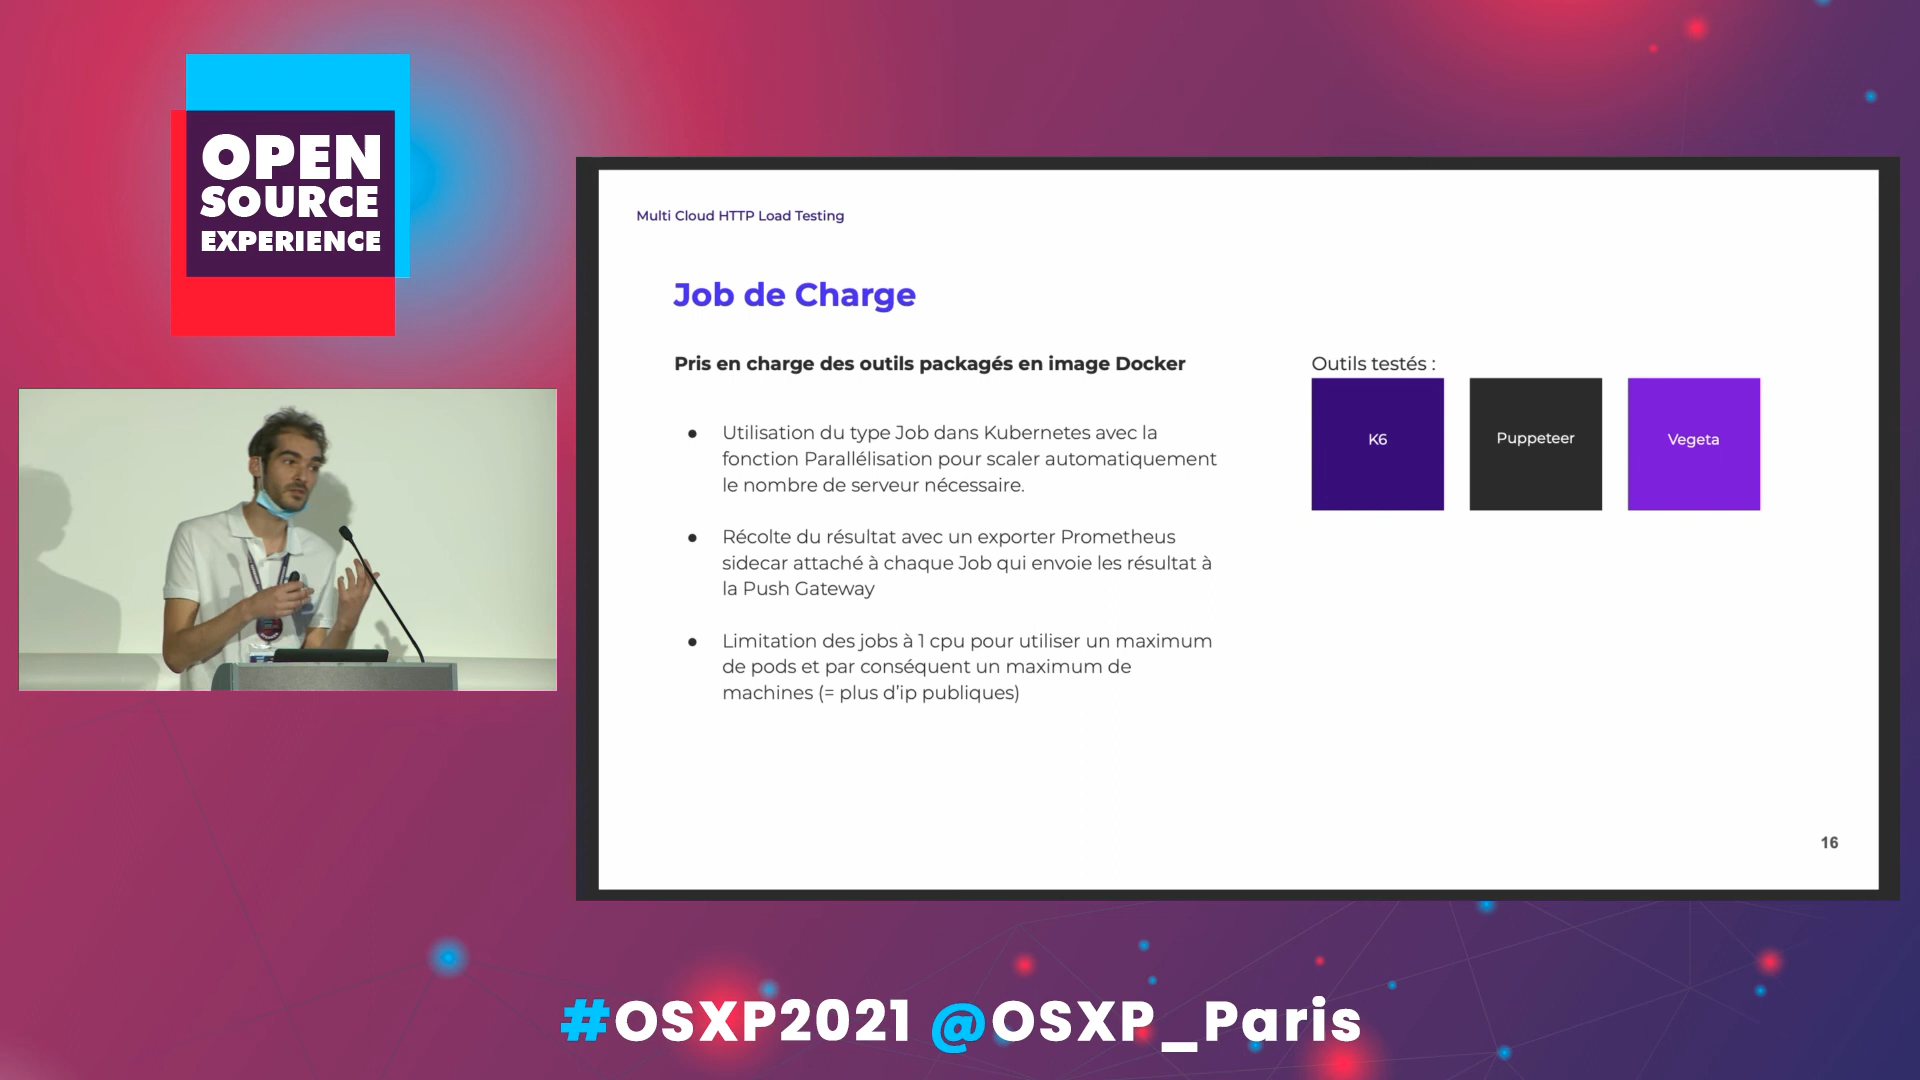 OPEN
SOURCE
EXPERIENCE
Multi Cloud HTTP Load Testing
Job de Charge
Pris en charge des outils packagés en image Docker
● Utilisation du type Job dans Kubernetes avec la
fonction Parallélisation pour scaler automatiquement
le nombre de serveur nécessaire.
● Récolte du résultat avec un exporter Prometheus
sidecar attaché à chaque Job qui envoie les résultat à
la Push Gateway
● Limitation des jobs à 1 cpu pour utiliser un maximum
de pods et par conséquent un maximum de
machines (= plus d'ip publiques)
Outils testés :
K6
Puppeteer
Vegeta
16
#OSXP2021 @OSXP_Paris